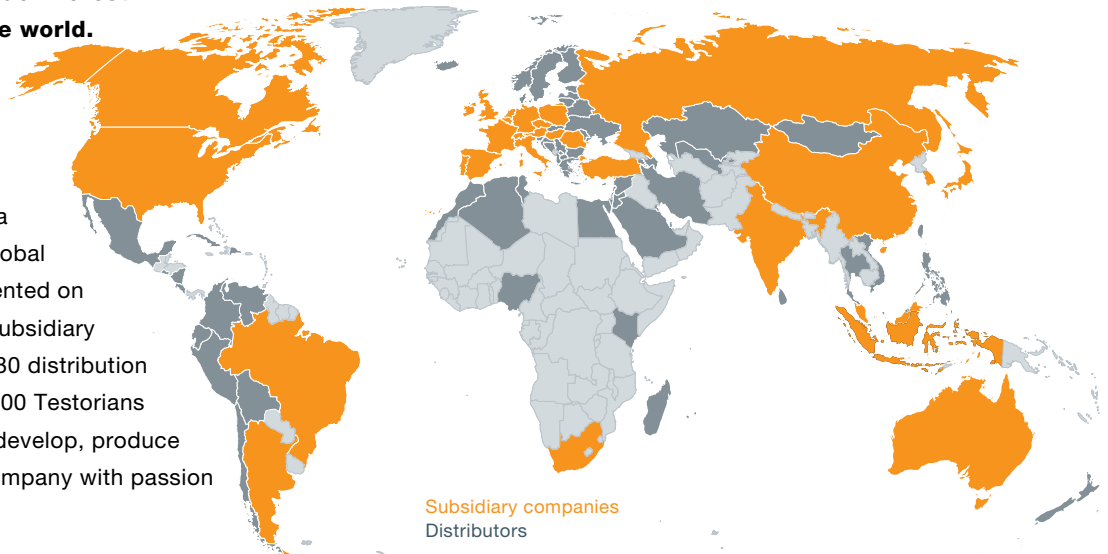 e world.
a
obal
ented on
ubsidiary
30 distribution
00 Testorians
develop, produce
mpany with passion
Subsidiary companies
Distributors